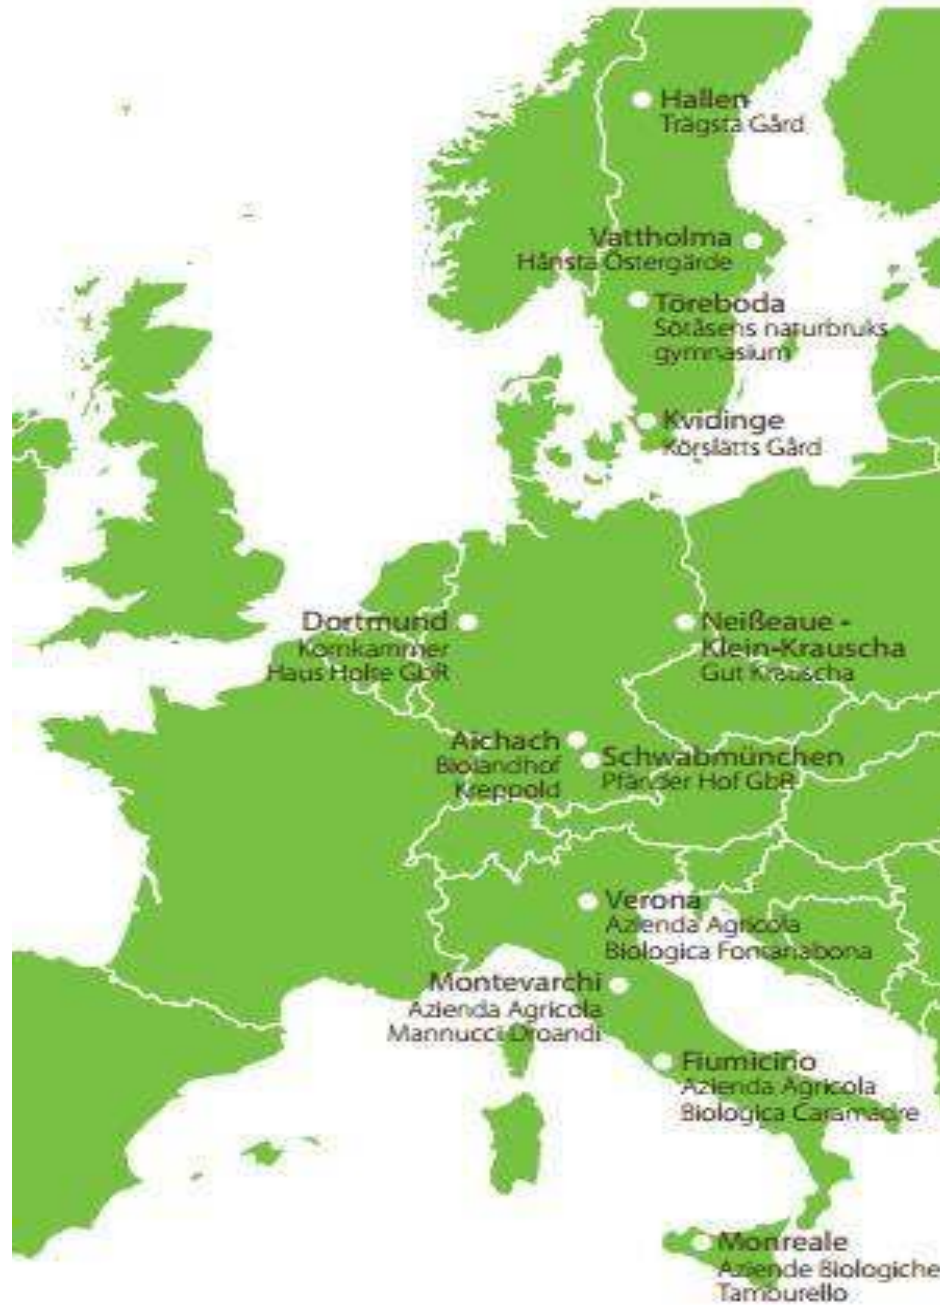 Hallen
Trägsta Gård
Vattholma
Hånsta Östergärde
Töreboda
Sötåsens naturbruks
gymnasium
Kvidinge
Körslätts Gård
Dortmund
Kornkammer
Haus Holte GbR
Neißeaue -
Klein-Krauscha
Gut Krauscha
Aichach
Biolandhof
Kreppold
Schwabmünchen
Pfänder Hof GbR
Verona
Azienda Agricola
Biologica Fontanabona
Montevarchi
Azienda Agricola
Mannucci Droandi
Fiumicino
Azienda Agricola
Biologica Caramadre
Monreale
Aziende Biologiche
Tamburello